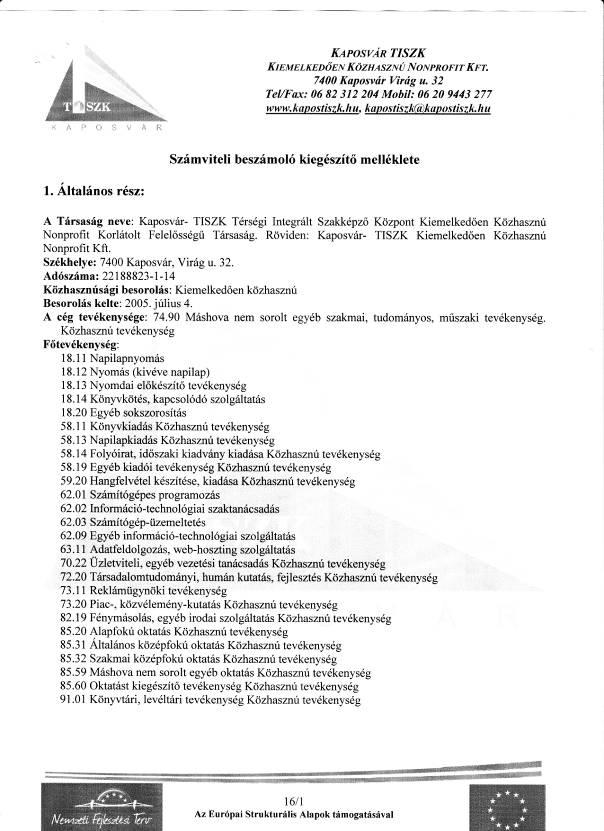 TISZK
KAPOSVÁR
KAPOSVÁR TISZK
KIEMELKEDŐEN KÖZHASZNÚ NONPROFIT KFT.
7400 Kaposvár Virág u. 32
Tel/Fax: 06 82 312 204 Mobil: 06 20 9443 277
www.kapostiszk.hu, kapostiszk@kapostiszk.hu
Számviteli beszámoló kiegészítő melléklete
1. Általános rész:
A Társaság neve: Kaposvár- TISZK Térségi Integrált Szakképző Központ Kiemelkedően Közhasznú
Nonprofit Korlátolt Felelősségű Társaság. Röviden: Kaposvár- TISZK Kiemelkedően Közhasznú
Nonprofit Kft.
Székhelye: 7400 Kaposvár, Virág u. 32.
Adószáma: 22188823-1-14
Közhasznúsági besorolás: Kiemelkedően közhasznú
Besorolás kelte: 2005. július 4.
A cég tevékenysége: 74.90 Máshova nem sorolt egyéb szakmai, tudományos, műszaki tevékenység.
Közhasznú tevékenység
Főtevékenység:
18.11 Napilapnyomás
18.12 Nyomás (kivéve napilap)
18.13 Nyomdai előkészítő tevékenység
18.14 Könyvkötés, kapcsolódó szolgáltatás
18.20 Egyéb sokszorosítás
58.11 Könyvkiadás Közhasznú tevékenység
58.13 Napilapkiadás Közhasznú tevékenység
58.14 Folyóirat, időszaki kiadvány kiadása Közhasznú tevékenység
58.19 Egyéb kiadói tevékenység Közhasznú tevékenység
59.20 Hangfelvétel készítése, kiadása Közhasznú tevékenység
62.01 Számítógépes programozás
62.02 Információ-technológiai szaktanácsadás
62.03 Számítógép-üzemeltetés
62.09 Egyéb információ-technológiai szolgáltatás
63.11 Adatfeldolgozás, web-hoszting szolgáltatás
70.22 Üzletviteli, egyéb vezetési tanácsadás Közhasznú tevékenység
72.20 Társadalomtudományi, humán kutatás, fejlesztés Közhasznú tevékenység
73.11 Reklámügynöki tevékenység
73.20 Piac-, közvélemény-kutatás Közhasznú tevékenység
82.19 Fénymásolás, egyéb irodai szolgáltatás Közhasznú tevékenység
85.20 Alapfokú oktatás Közhasznú tevékenység
85.31 Általános középfokú oktatás Közhasznú tevékenység
85.32 Szakmai középfokú oktatás Közhasznú tevékenység
85.59 Máshova nem sorolt egyéb oktatás Közhasznú tevékenység
85.60 Oktatást kiegészítő tevékenység Közhasznú tevékenység
91.01 Könyvtári, levéltári tevékenység Közhasznú tevékenység
Nemzeti Fejlesztési Terv
16/1
Az Európai Strukturális Alapok támogatásával